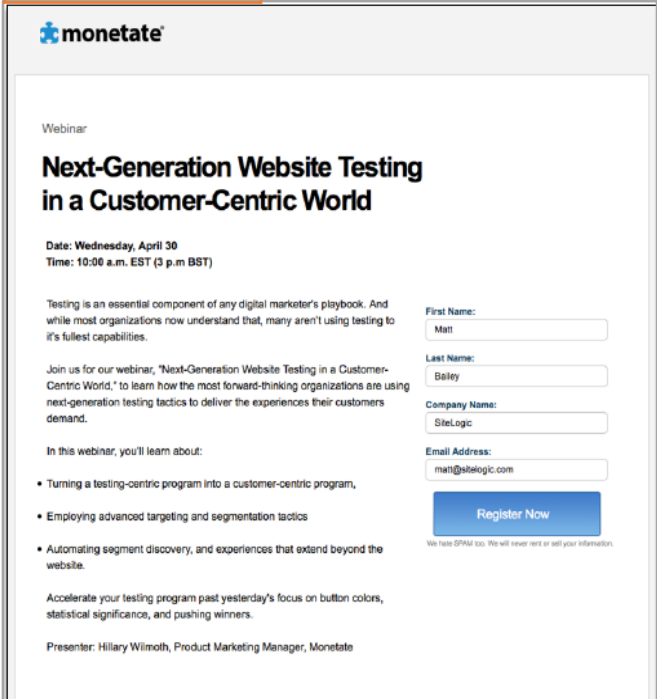 monetate
Webinar
Next-Generation Website Testing
in a Customer-Centric World
Date: Wednesday, April 30
Time: 10:00 a.m. EST (3 p.m BST)
Testing is an essential component of any digital marketer's playbook. And
while most organizations now understand that, many aren't using testing to
it's fullest capabilities.
Join us for our webinar, "Next-Generation Website Testing in a Customer-
Centric World," to learn how the most forward-thinking organizations are using
next-generation testing tactics to deliver the experiences their customers
demand.
In this webinar, you'll learn about:
• Turning a testing-centric program into a customer-centric program,
• Employing advanced targeting and segmentation tactics
• Automating segment discovery, and experiences that extend beyond the
website.
Accelerate your testing program past yesterday's focus on button colors,
statistical significance, and pushing winners.
Presenter: Hillary Wilmoth, Product Marketing Manager, Monetate
First Name:
Matt
Last Name:
Bailey
Company Name:
SiteLogic
Email Address:
matt@sitelogic.com
Register Now
We hate SPAM too. We will never rent or sell your information.